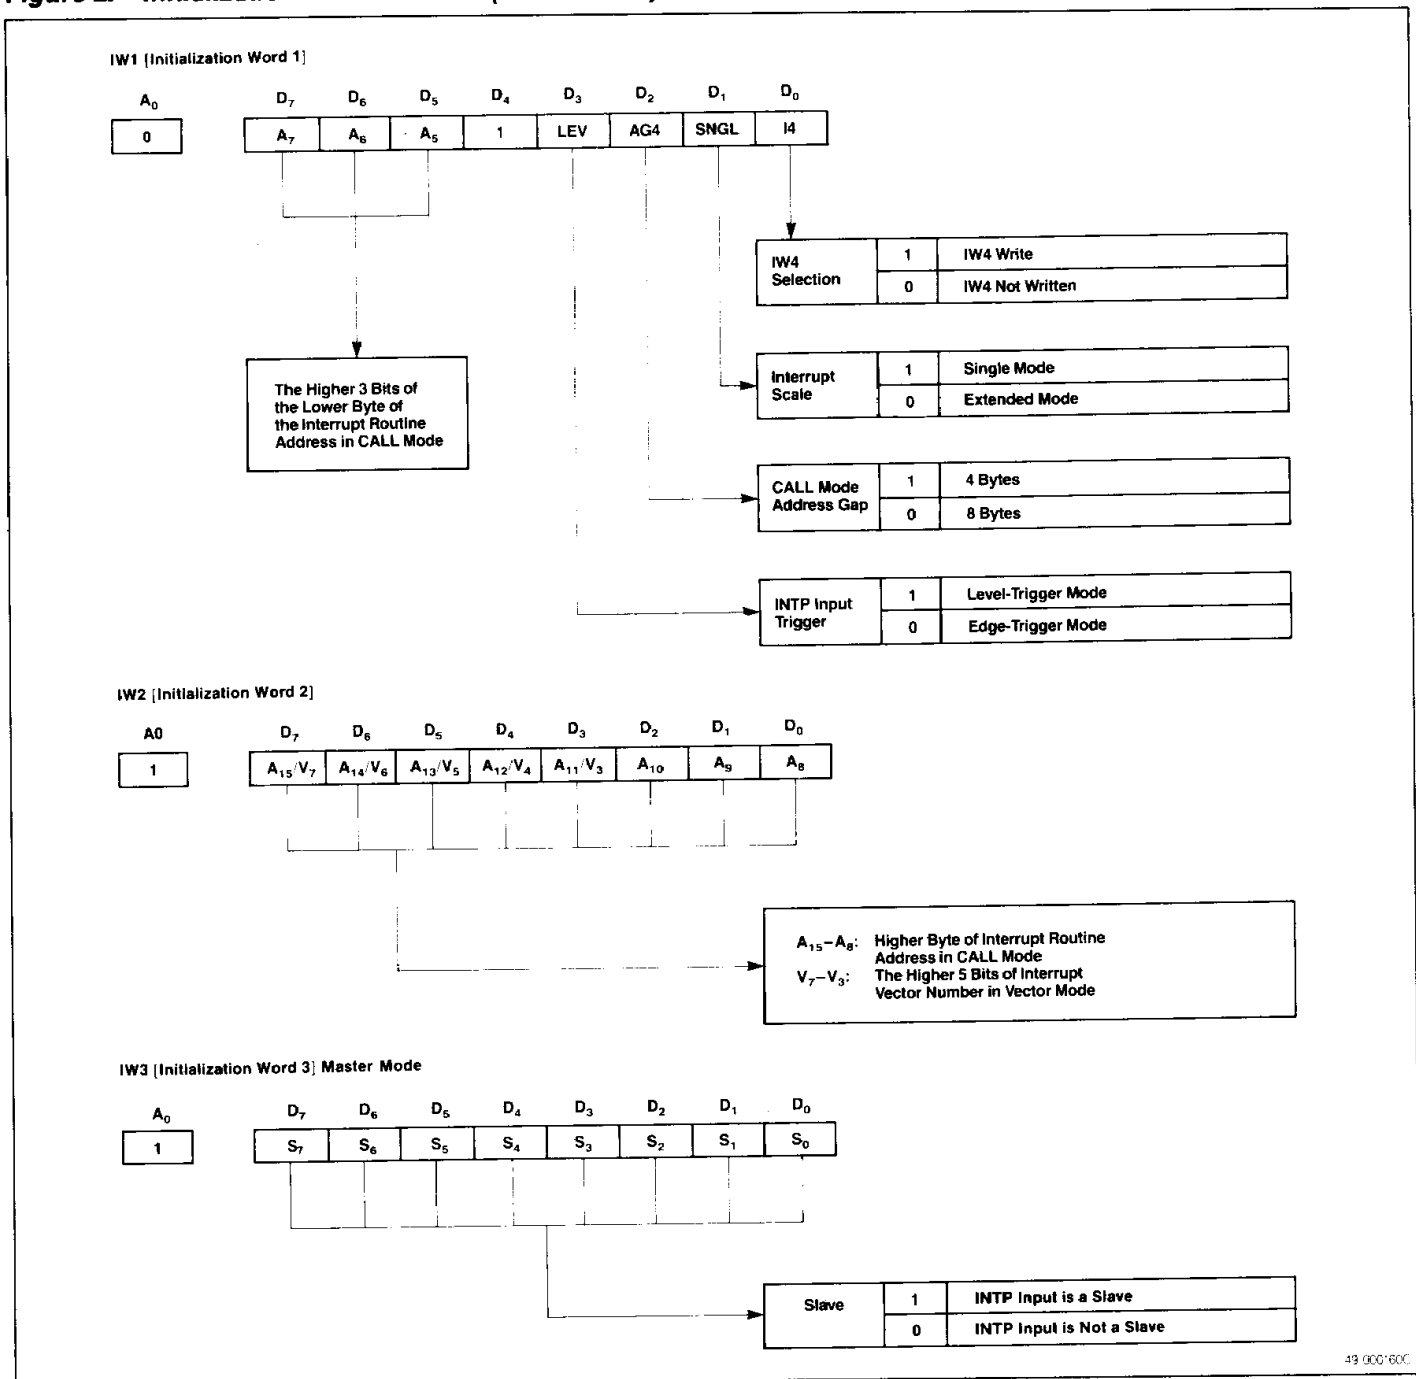 IW1 [Initialization Word 1]
A₀ D₇ D₆ D₅ D₄ D₃ D₂ D₁ D₀
0 A₇ A₆ A₅ 1 LEV AG4 SNGL I4
IW4 Selection
1 IW4 Write
0 IW4 Not Written
The Higher 3 Bits of
the Lower Byte of
the Interrupt Routine
Address in CALL Mode
Interrupt Scale
1 Single Mode
0 Extended Mode
CALL Mode Address Gap
1 4 Bytes
0 8 Bytes
INTP Input Trigger
1 Level-Trigger Mode
0 Edge-Trigger Mode
IW2 [Initialization Word 2]
A0 D₇ D₆ D₅ D₄ D₃ D₂ D₁ D₀
1 A₁₅/V₇ A₁₄/V₆ A₁₃/V₅ A₁₂/V₄ A₁₁/V₃ A₁₀ A₉ A₈
A₁₅–A₈: Higher Byte of Interrupt Routine
Address in CALL Mode
V₇–V₃: The Higher 5 Bits of Interrupt
Vector Number in Vector Mode
IW3 [Initialization Word 3] Master Mode
A₀ D₇ D₆ D₅ D₄ D₃ D₂ D₁ D₀
1 S₇ S₆ S₅ S₄ S₃ S₂ S₁ S₀
Slave
1 INTP Input is a Slave
0 INTP Input is Not a Slave